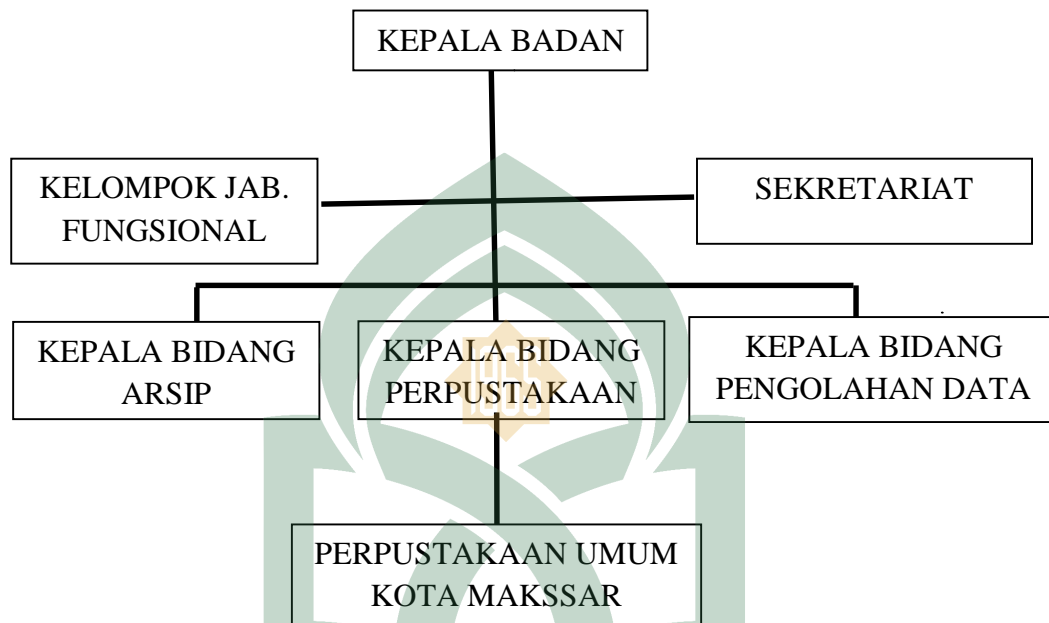 KEPALA BADAN
KELOMPOK JAB.
FUNGSIONAL
SEKRETARIAT
KEPALA BIDANG
ARSIP
KEPALA BIDANG
PERPUSTAKAAN
KEPALA BIDANG
PENGOLAHAN DATA
PERPUSTAKAAN UMUM
KOTA MAKSSAR